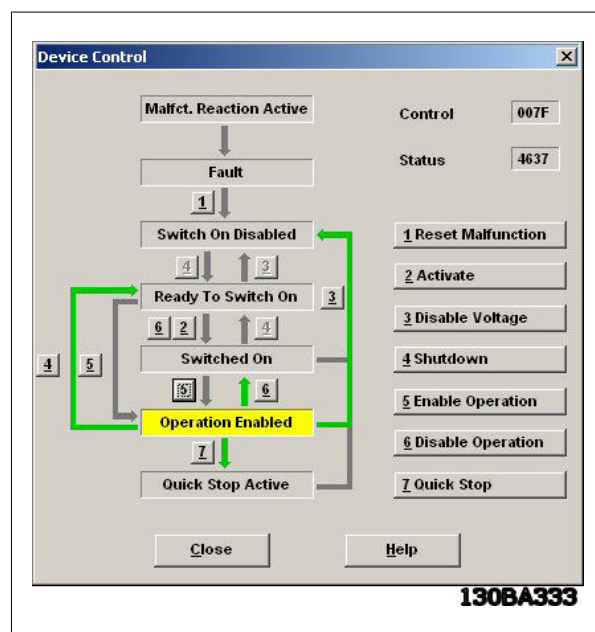 Device Control
Malfct. Reaction Active
Control 007F
Status 4637
Fault
1
Switch On Disabled
1 Reset Malfunction
4 3
2 Activate
Ready To Switch On
3
3 Disable Voltage
6 2 4
4 Shutdown
Switched On
4 5
5 6
5 Enable Operation
Operation Enabled
6 Disable Operation
7
Quick Stop Active
7 Quick Stop
Close
Help
130BA333